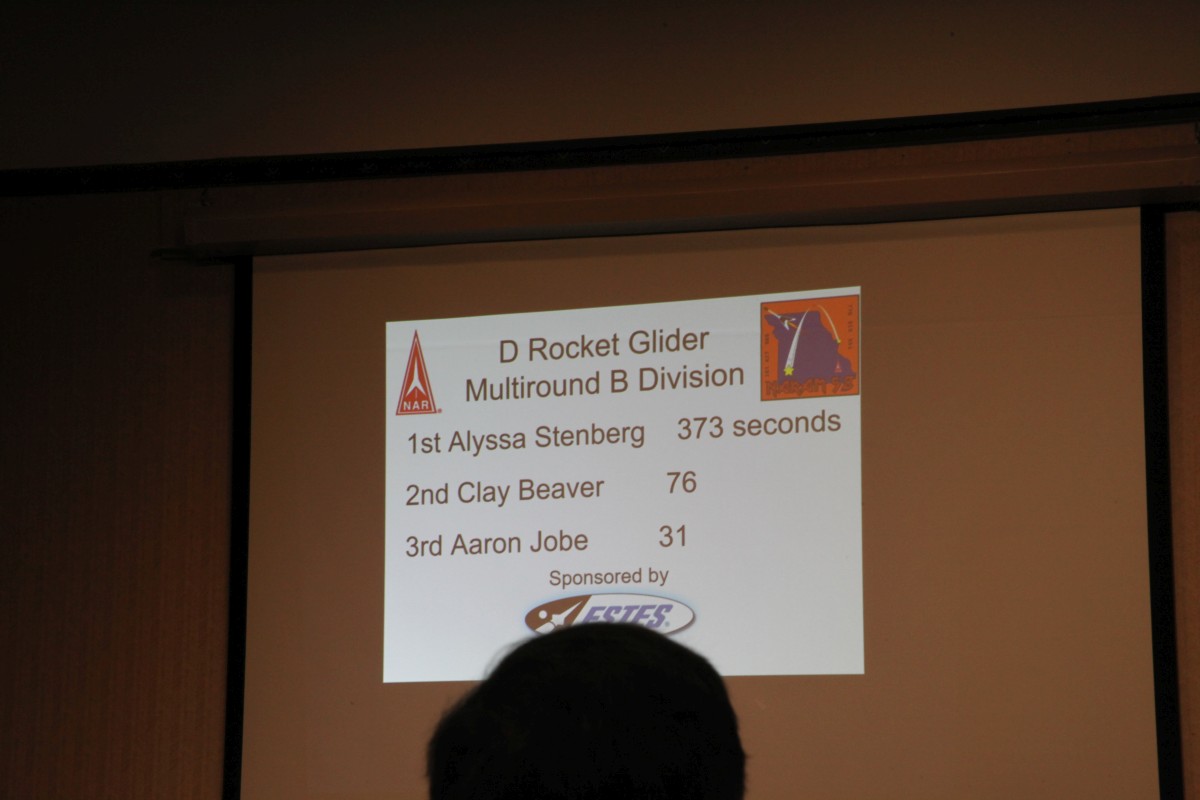 D Rocket Glider
Multiround B Division
NAR
1st Alyssa Stenberg 373 seconds
2nd Clay Beaver 76
3rd Aaron Jobe 31
Sponsored by
ESTES